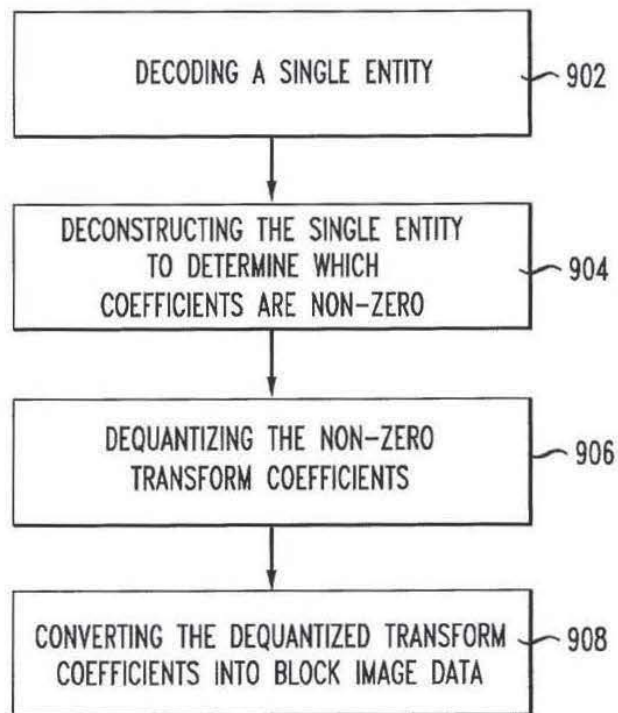 DECODING A SINGLE ENTITY
902
DECONSTRUCTING THE SINGLE ENTITY
TO DETERMINE WHICH
COEFFICIENTS ARE NON-ZERO
904
DEQUANTIZING THE NON-ZERO
TRANSFORM COEFFICIENTS
906
CONVERTING THE DEQUANTIZED TRANSFORM
COEFFICIENTS INTO BLOCK IMAGE DATA
908